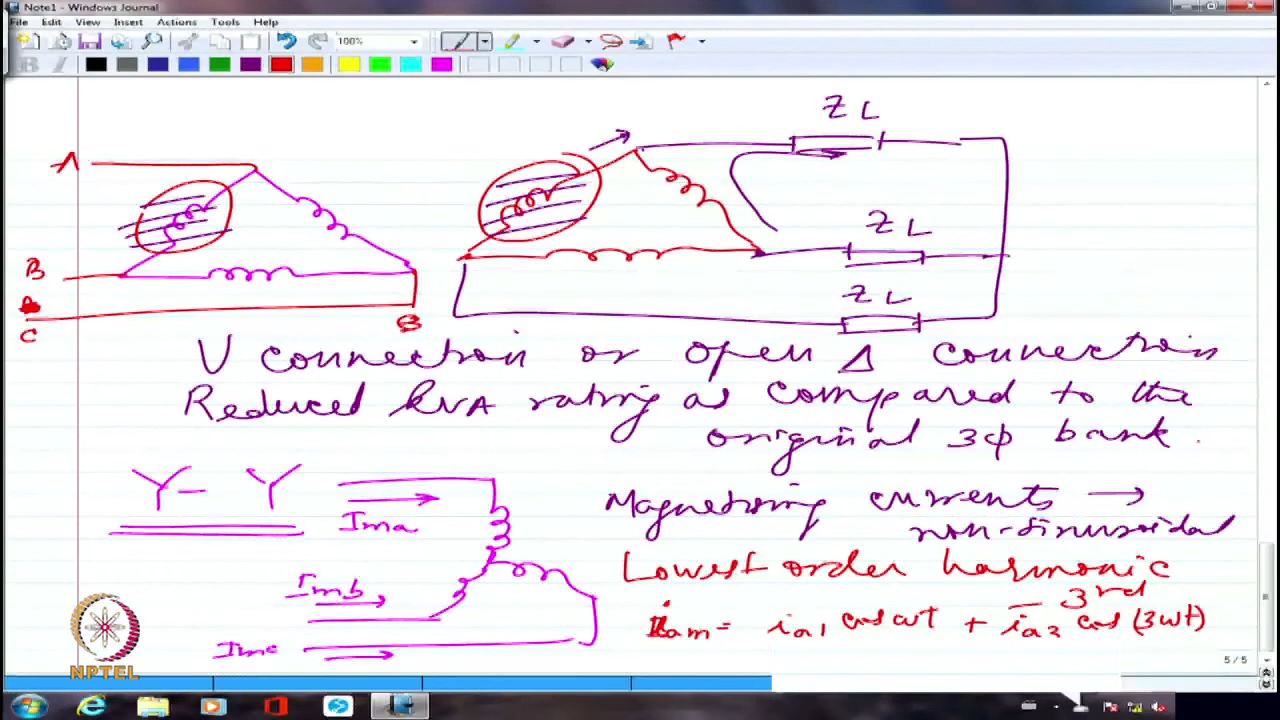 Note1 - Windows Journal
File Edit View Insert Actions Tools Help
100%
B I
A
B
C
B
Z L
Z L
Z L
V connection or open Δ connection
Reduced kVA rating as compared to the
original 3φ bank.
Y - Y
Ima
Imb
Imc
Magnetising currents →
non-sinusoidal
Lowest order harmonic
- 3rd
iam = ia1 cos ωt + ia3 cos (3ωt)
5 / 5
NPTEL